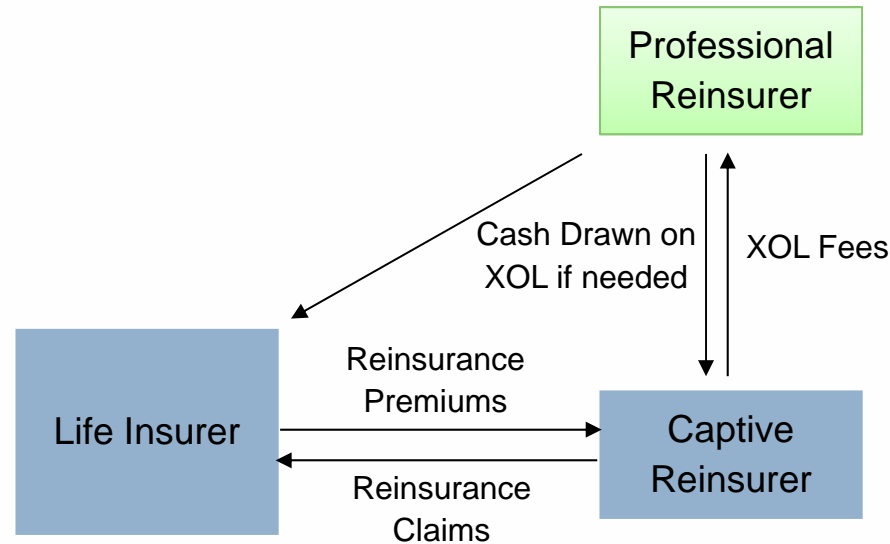 Professional
Reinsurer
Cash Drawn on
XOL if needed
XOL Fees
Reinsurance
Premiums
Life Insurer
Captive
Reinsurer
Reinsurance
Claims